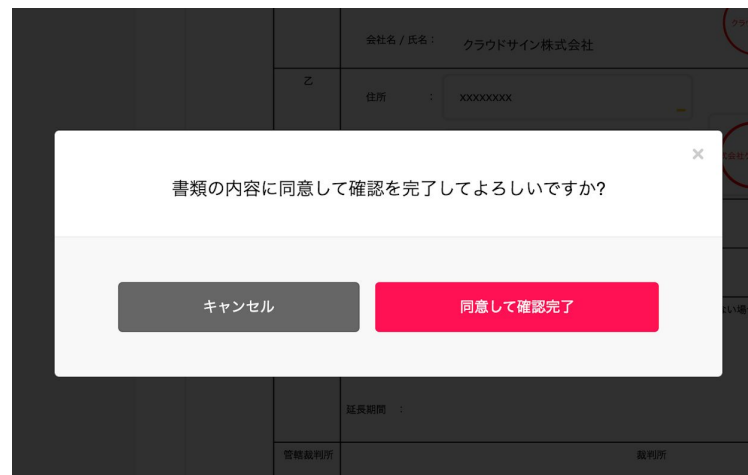 会社名 / 氏名 : クラウドサイン株式会社
乙
住所 : xxxxxxxx
×
書類の内容に同意して確認を完了してよろしいですか?
キャンセル
同意して確認完了
延長期間 :
管轄裁判所 裁判所